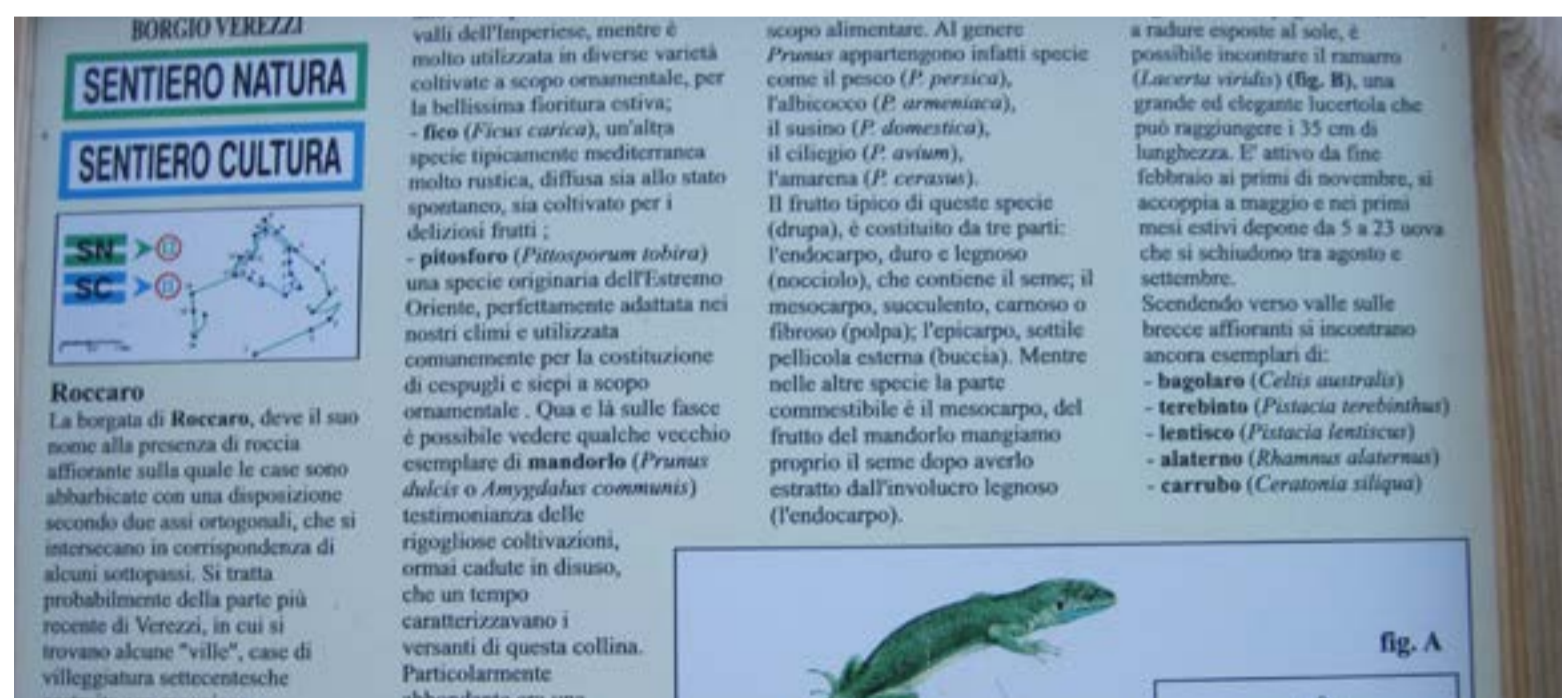 BORGIO VEREZZI
SENTIERO NATURA
SENTIERO CULTURA
SN
SC
Roccaro
La borgata di Roccaro, deve il suo
nome alla presenza di roccia
affiorante sulla quale le case sono
abbarbicate con una disposizione
secondo due assi ortogonali, che si
intersecano in corrispondenza di
alcuni sottopassi. Si tratta
probabilmente della parte più
recente di Verezzi, in cui si
trovano alcune "ville", case di
villeggiatura settecentesche
valli dell'Imperiese, mentre è
molto utilizzata in diverse varietà
coltivate a scopo ornamentale, per
la bellissima fioritura estiva;
- fico (Ficus carica), un'altra
specie tipicamente mediterranea
molto rustica, diffusa sia allo stato
spontaneo, sia coltivato per i
deliziosi frutti ;
- pitosforo (Pittosporum tobira)
una specie originaria dell'Estremo
Oriente, perfettamente adattata nei
nostri climi e utilizzata
comunemente per la costituzione
di cespugli e siepi a scopo
ornamentale . Qua e là sulle fasce
è possibile vedere qualche vecchio
esemplare di mandorlo (Prunus
dulcis o Amygdalus communis)
testimonianza delle
rigogliose coltivazioni,
ormai cadute in disuso,
che un tempo
caratterizzavano i
versanti di questa collina.
Particolarmente
scopo alimentare. Al genere
Prunus appartengono infatti specie
come il pesco (P. persica),
l'albicocco (P. armeniaca),
il susino (P. domestica),
il ciliegio (P. avium),
l'amarena (P. cerasus).
Il frutto tipico di queste specie
(drupa), è costituito da tre parti:
l'endocarpo, duro e legnoso
(nocciolo), che contiene il seme; il
mesocarpo, succulento, carnoso o
fibroso (polpa); l'epicarpo, sottile
pellicola esterna (buccia). Mentre
nelle altre specie la parte
commestibile è il mesocarpo, del
frutto del mandorlo mangiamo
proprio il seme dopo averlo
estratto dall'involucro legnoso
(l'endocarpo).
a radure esposte al sole, è
possibile incontrare il ramarro
(Lacerta viridis) (fig. B), una
grande ed elegante lucertola che
può raggiungere i 35 cm di
lunghezza. E' attivo da fine
febbraio ai primi di novembre, si
accoppia a maggio e nei primi
mesi estivi depone da 5 a 23 uova
che si schiudono tra agosto e
settembre.
Scendendo verso valle sulle
brecce affioranti si incontrano
ancora esemplari di:
- bagolaro (Celtis australis)
- terebinto (Pistacia terebinthus)
- lentisco (Pistacia lentiscus)
- alaterno (Rhamnus alaternus)
- carrubo (Ceratonia siliqua)
fig. A